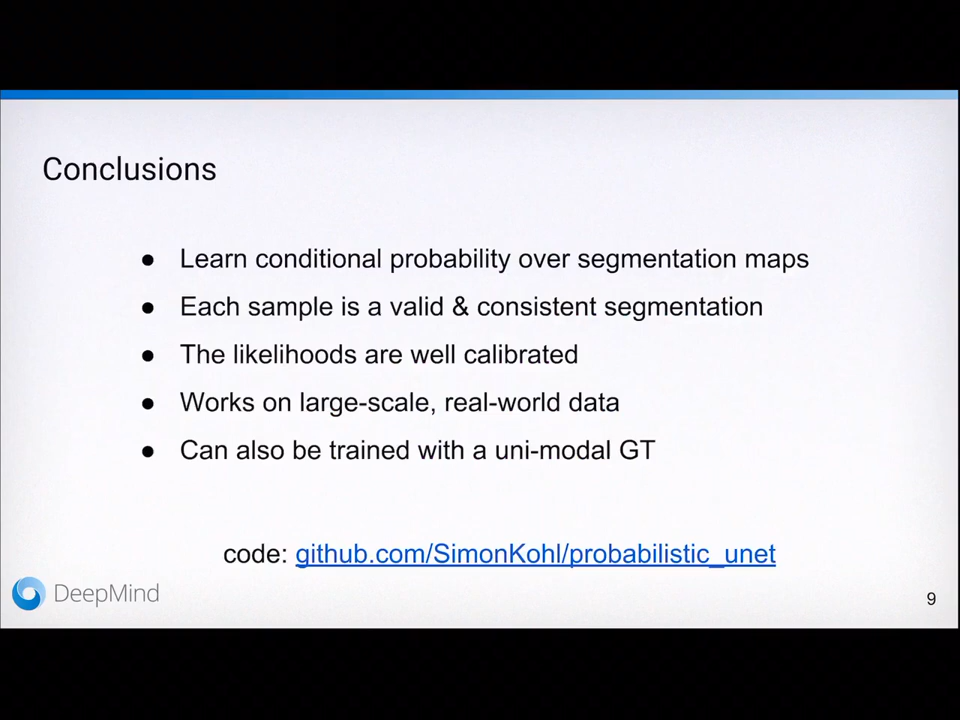 Conclusions
● Learn conditional probability over segmentation maps
● Each sample is a valid & consistent segmentation
● The likelihoods are well calibrated
● Works on large-scale, real-world data
● Can also be trained with a uni-modal GT
code: github.com/SimonKohl/probabilistic_unet
DeepMind
9